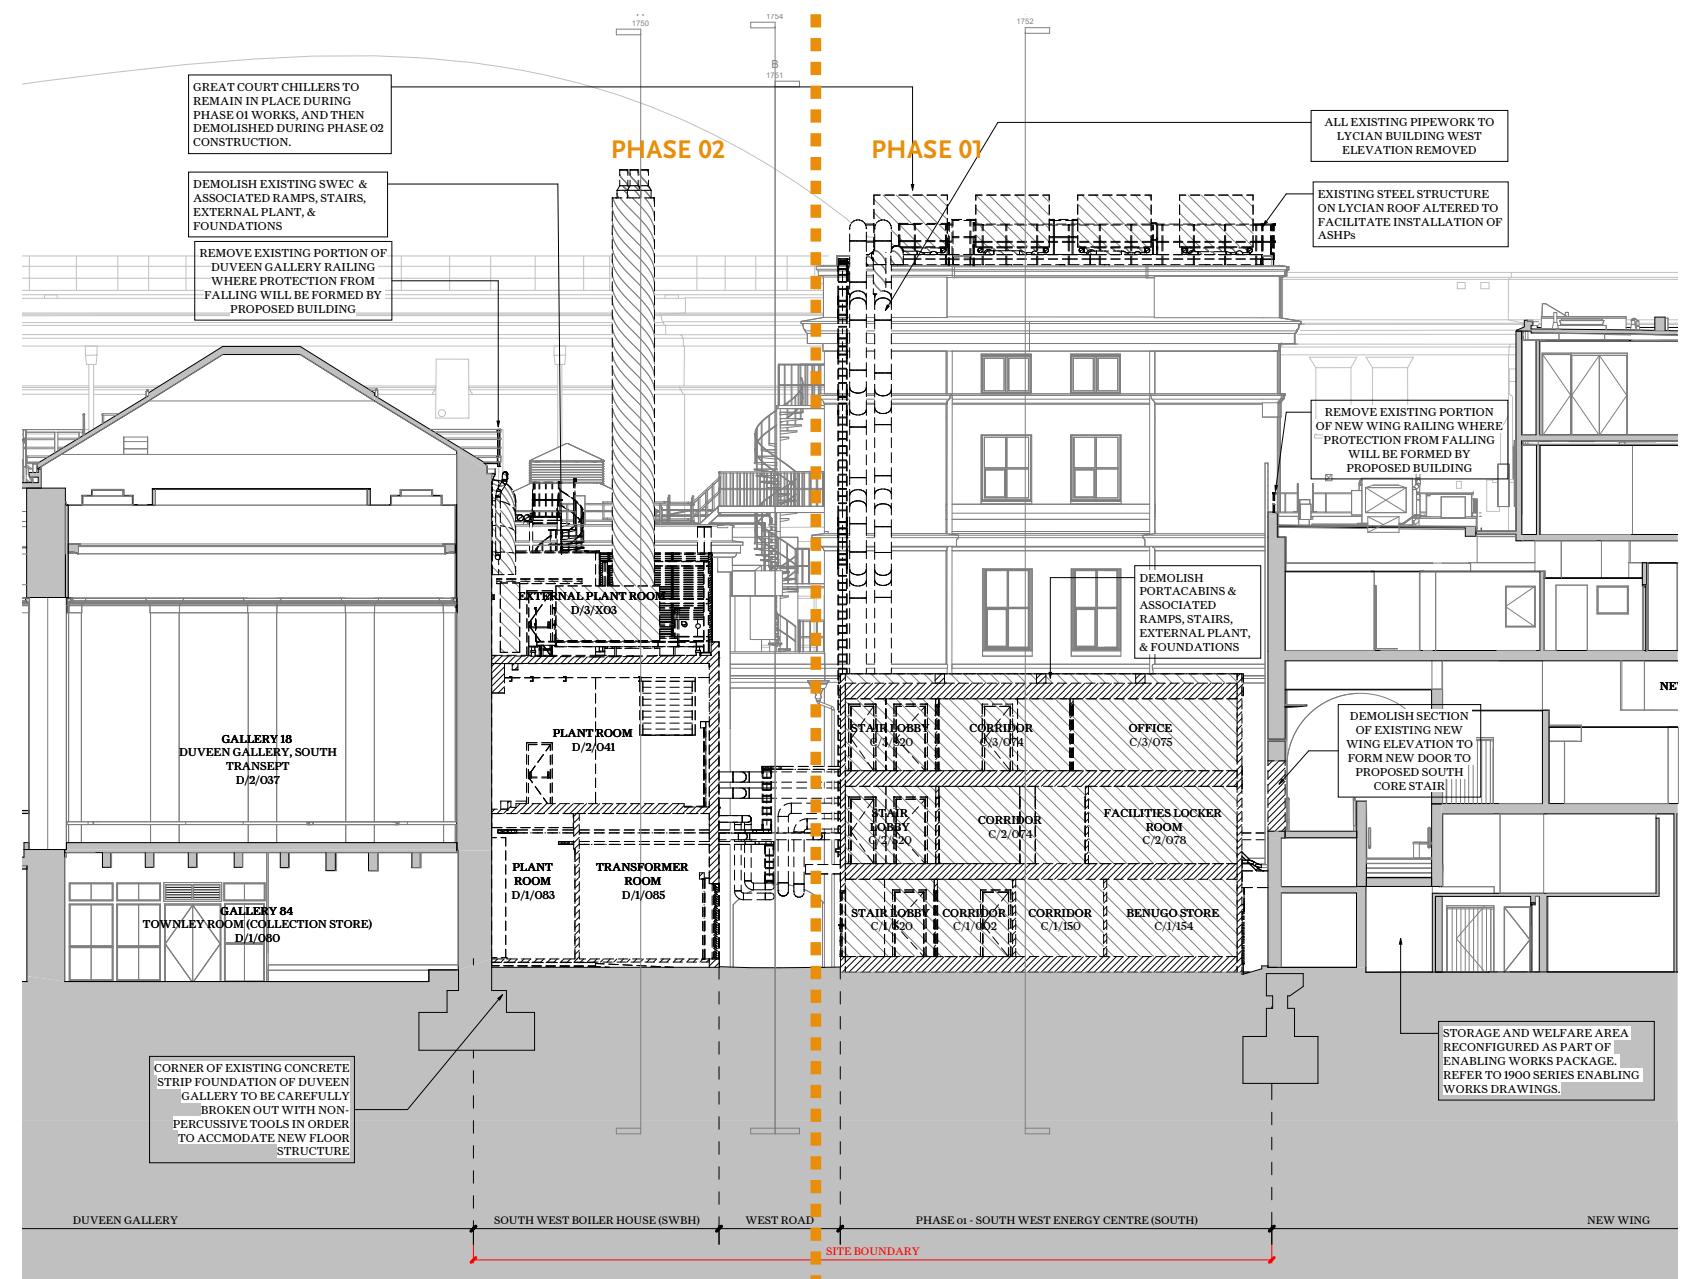 1750
1754
1752
B
1751
GREAT COURT CHILLERS TO
REMAIN IN PLACE DURING
PHASE 01 WORKS, AND THEN
DEMOLISHED DURING PHASE 02
CONSTRUCTION.
PHASE 02
PHASE 01
ALL EXISTING PIPEWORK TO
LYCIAN BUILDING WEST
ELEVATION REMOVED
DEMOLISH EXISTING SWEC &
ASSOCIATED RAMPS, STAIRS,
EXTERNAL PLANT, &
FOUNDATIONS
EXISTING STEEL STRUCTURE
ON LYCIAN ROOF ALTERED TO
FACILITATE INSTALLATION OF
ASHPs
REMOVE EXISTING PORTION OF
DUVEEN GALLERY RAILING
WHERE PROTECTION FROM
FALLING WILL BE FORMED BY
PROPOSED BUILDING
REMOVE EXISTING PORTION
OF NEW WING RAILING WHERE
PROTECTION FROM FALLING
WILL BE FORMED BY
PROPOSED BUILDING
DEMOLISH
PORTACABINS &
ASSOCIATED
RAMPS, STAIRS,
EXTERNAL PLANT,
& FOUNDATIONS
EXTERNAL PLANT ROOM
D/3/X03
NE
GALLERY 18
DUVEEN GALLERY, SOUTH
TRANSEPT
D/2/037
PLANT ROOM
D/2/041
STAIR LOBBY
C/3/S20
CORRIDOR
C/3/074
OFFICE
C/3/075
DEMOLISH SECTION
OF EXISTING NEW
WING ELEVATION TO
FORM NEW DOOR TO
PROPOSED SOUTH
CORE STAIR
STAIR
LOBBY
C/2/S20
CORRIDOR
C/2/074
FACILITIES LOCKER
ROOM
C/2/078
PLANT
ROOM
D/1/083
TRANSFORMER
ROOM
D/1/085
GALLERY 84
TOWNLEY ROOM (COLLECTION STORE)
D/1/060
STAIR LOBBY
C/1/S20
CORRIDOR
C/1/002
CORRIDOR
C/1/150
BENUGO STORE
C/1/154
STORAGE AND WELFARE AREA
RECONFIGURED AS PART OF
ENABLING WORKS PACKAGE.
REFER TO 1900 SERIES ENABLING
WORKS DRAWINGS.
CORNER OF EXISTING CONCRETE
STRIP FOUNDATION OF DUVEEN
GALLERY TO BE CAREFULLY
BROKEN OUT WITH NON-
PERCUSSIVE TOOLS IN ORDER
TO ACCMODATE NEW FLOOR
STRUCTURE
DUVEEN GALLERY
SOUTH WEST BOILER HOUSE (SWBH)
WEST ROAD
PHASE 01 - SOUTH WEST ENERGY CENTRE (SOUTH)
NEW WING
SITE BOUNDARY